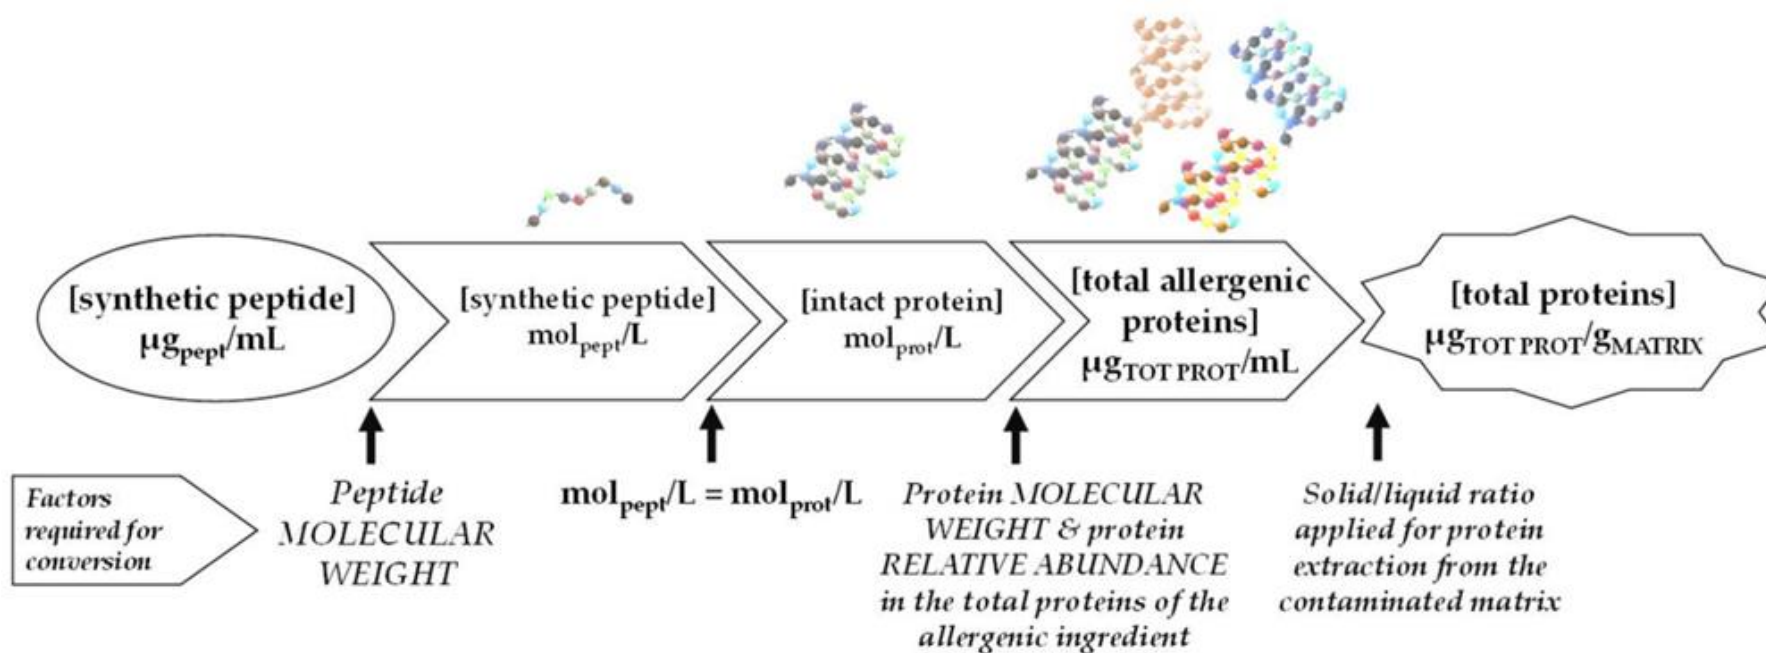 [synthetic peptide]
μgpept/mL
[synthetic peptide]
molpept/L
[intact protein]
molprot/L
[total allergenic
proteins]
μgTOT PROT/mL
[total proteins]
μgTOT PROT/gMATRIX
Factors
required for
conversion
Peptide
MOLECULAR
WEIGHT
molpept/L = molprot/L
Protein MOLECULAR
WEIGHT & protein
RELATIVE ABUNDANCE
in the total proteins of the
allergenic ingredient
Solid/liquid ratio
applied for protein
extraction from the
contaminated matrix